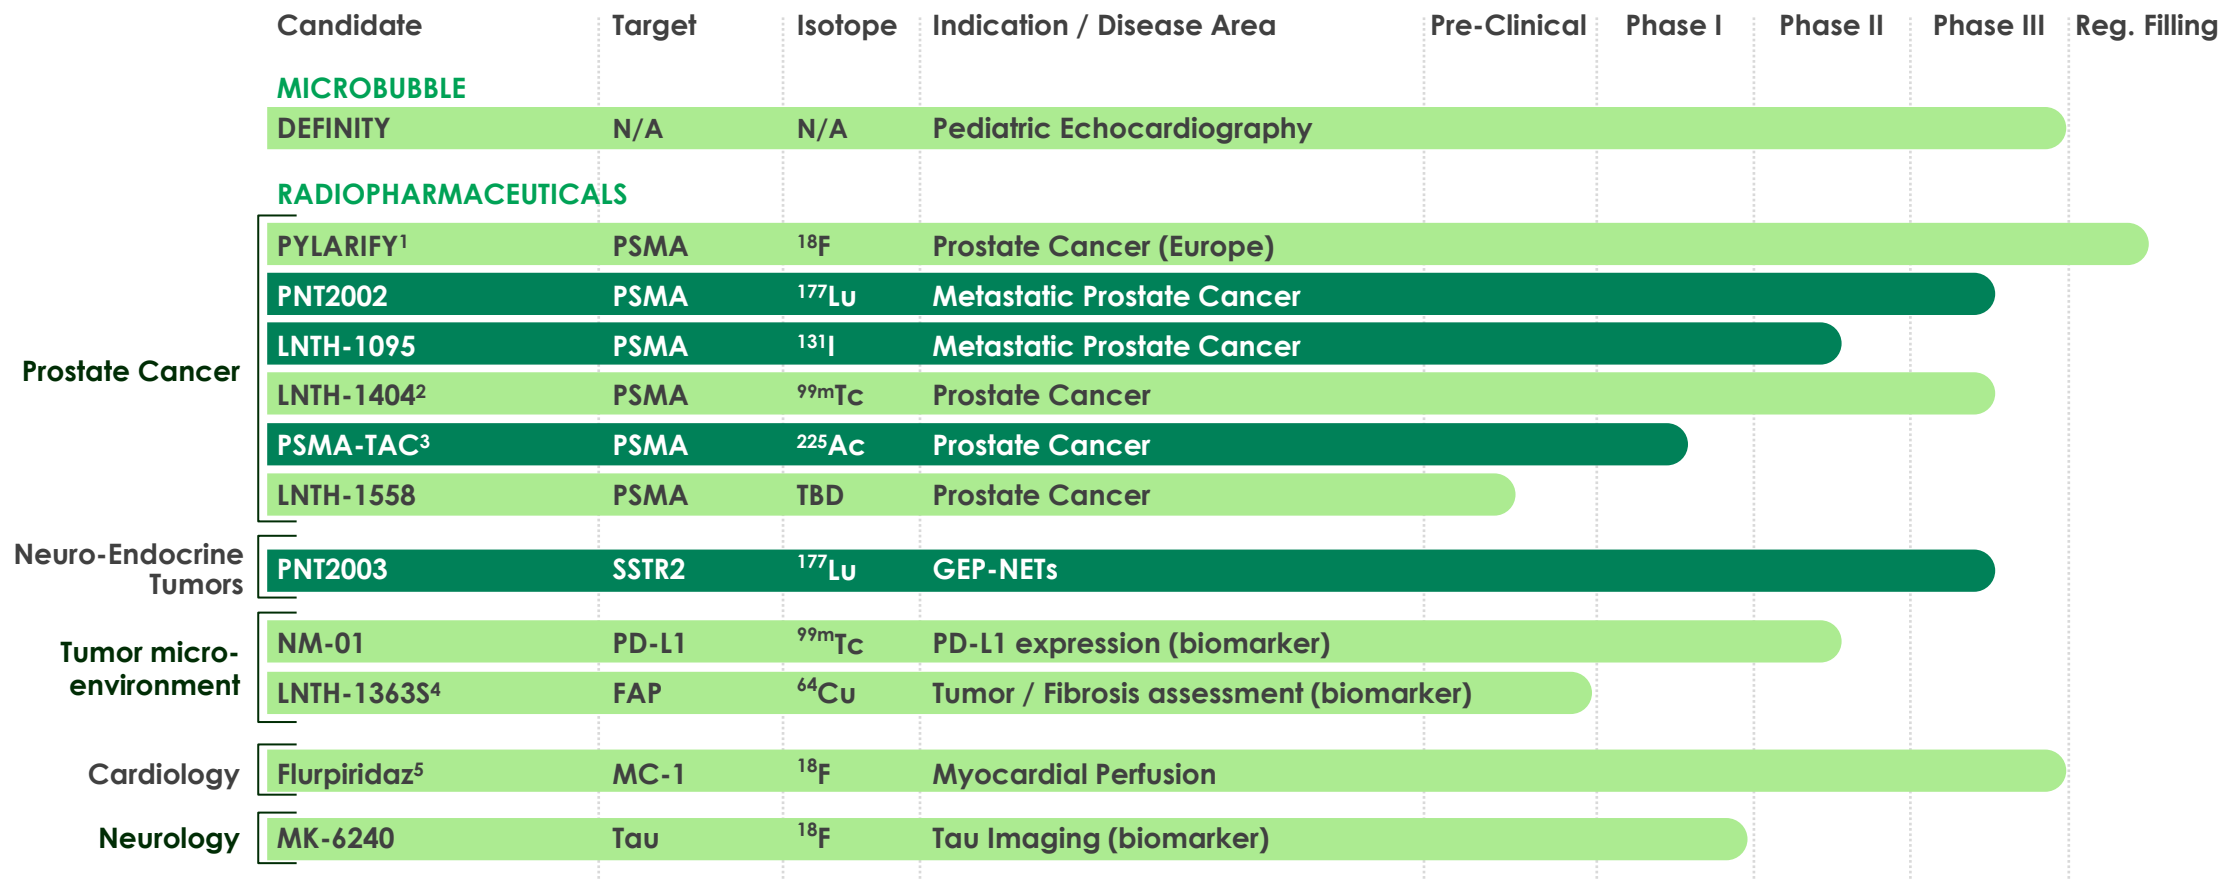 Candidate Target Isotope Indication / Disease Area Pre-Clinical Phase I Phase II Phase III Reg. Filling
MICROBUBBLE
DEFINITY N/A N/A Pediatric Echocardiography
RADIOPHARMACEUTICALS
Prostate Cancer
PYLARIFY¹ PSMA ¹⁸F Prostate Cancer (Europe)
PNT2002 PSMA ¹⁷⁷Lu Metastatic Prostate Cancer
LNTH-1095 PSMA ¹³¹I Metastatic Prostate Cancer
LNTH-1404² PSMA ⁹⁹ᵐTc Prostate Cancer
PSMA-TAC³ PSMA ²²⁵Ac Prostate Cancer
LNTH-1558 PSMA TBD Prostate Cancer
Neuro-Endocrine
Tumors
PNT2003 SSTR2 ¹⁷⁷Lu GEP-NETs
Tumor micro-
environment
NM-01 PD-L1 ⁹⁹ᵐTc PD-L1 expression (biomarker)
LNTH-1363S⁴ FAP ⁶⁴Cu Tumor / Fibrosis assessment (biomarker)
Cardiology
Flurpiridaz⁵ MC-1 ¹⁸F Myocardial Perfusion
Neurology
MK-6240 Tau ¹⁸F Tau Imaging (biomarker)